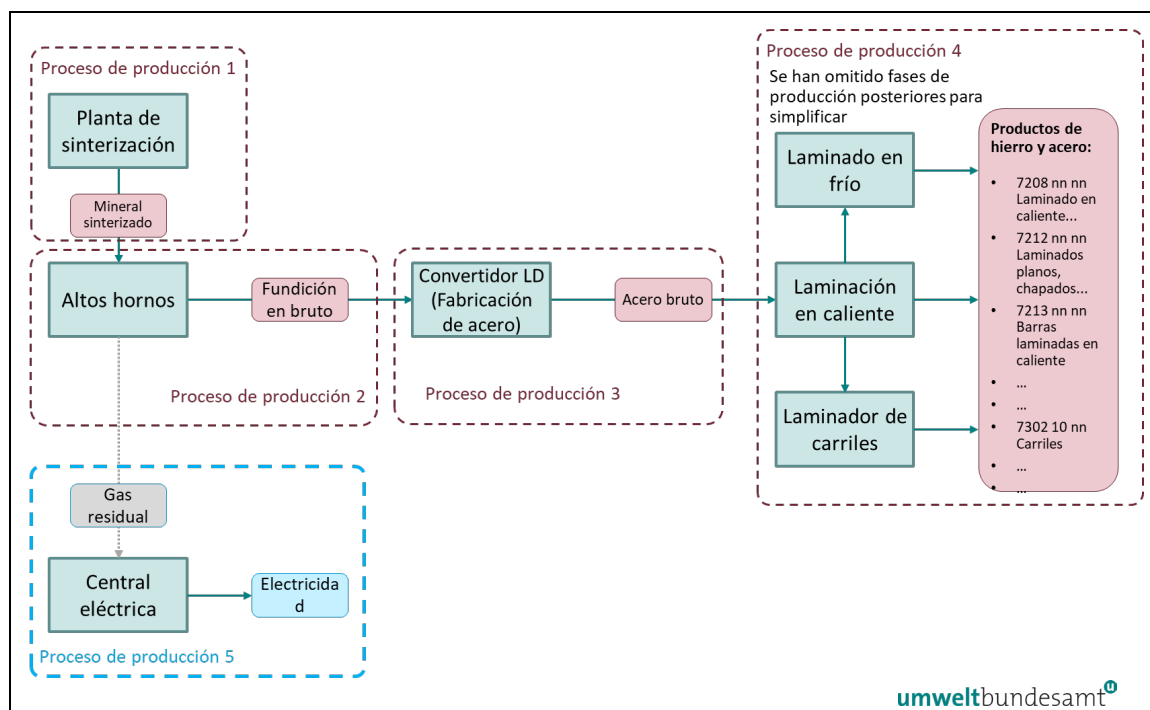 Proceso de producción 1
Planta de
sinterización
Mineral
sinterizado
Altos hornos
Fundición
en bruto
Proceso de producción 2
Convertidor LD
(Fabricación
de acero)
Acero bruto
Proceso de producción 3
Proceso de producción 4
Se han omitido fases de
producción posteriores para
simplificar
Laminado en
frío
Laminación
en caliente
Laminador de
carriles
Productos de
hierro y acero:
• 7208 nn nn
Laminado en
caliente...
• 7212 nn nn
Laminados
planos,
chapados...
• 7213 nn nn
Barras
laminadas en
caliente
• ...
• ...
• 7302 10 nn
Carriles
• ...
• ...
Gas
residual
Central
eléctrica
Electricida
d
Proceso de producción 5
umweltbundesamt
u